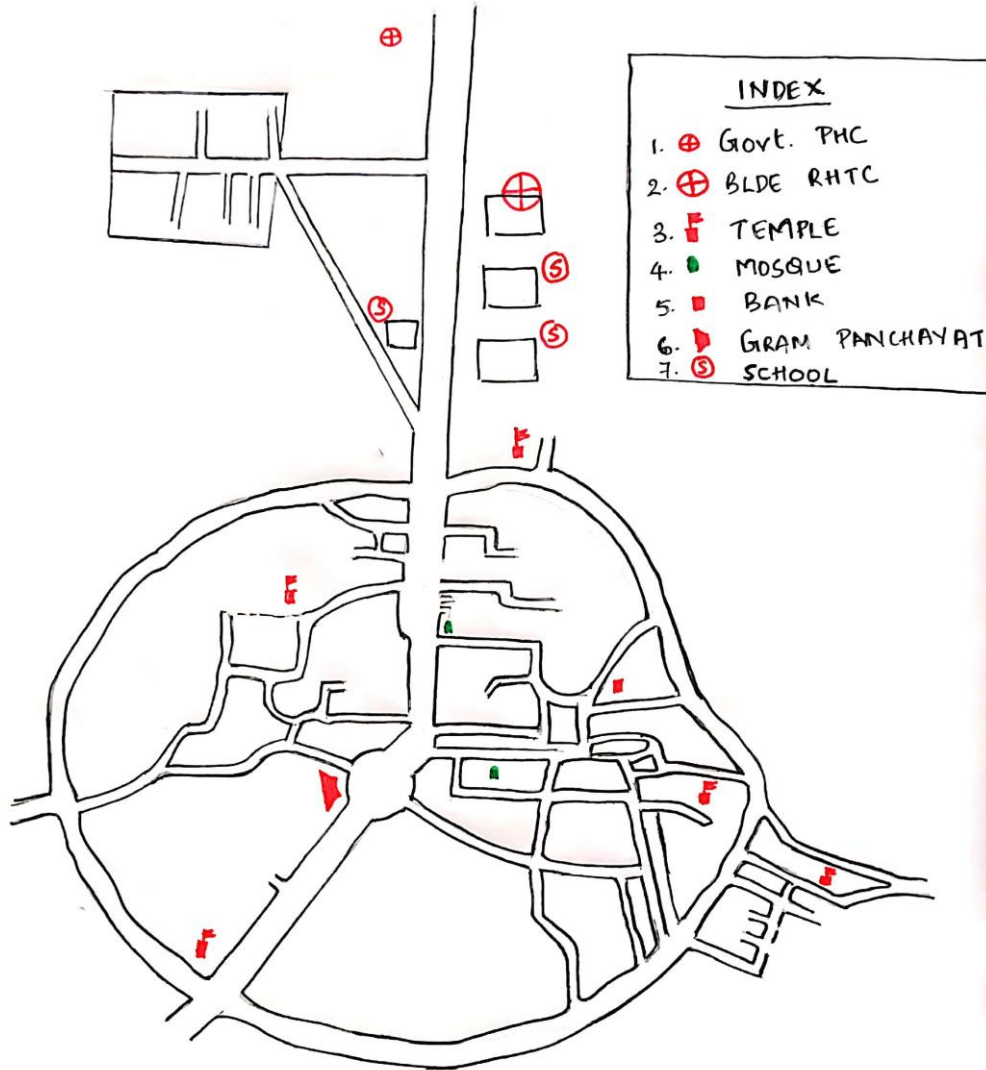 INDEX
1. Govt. PHC
2. BLDE RHTC
3. TEMPLE
4. MOSQUE
5. BANK
6. GRAM PANCHAYAT
7. S SCHOOL
S
S
S